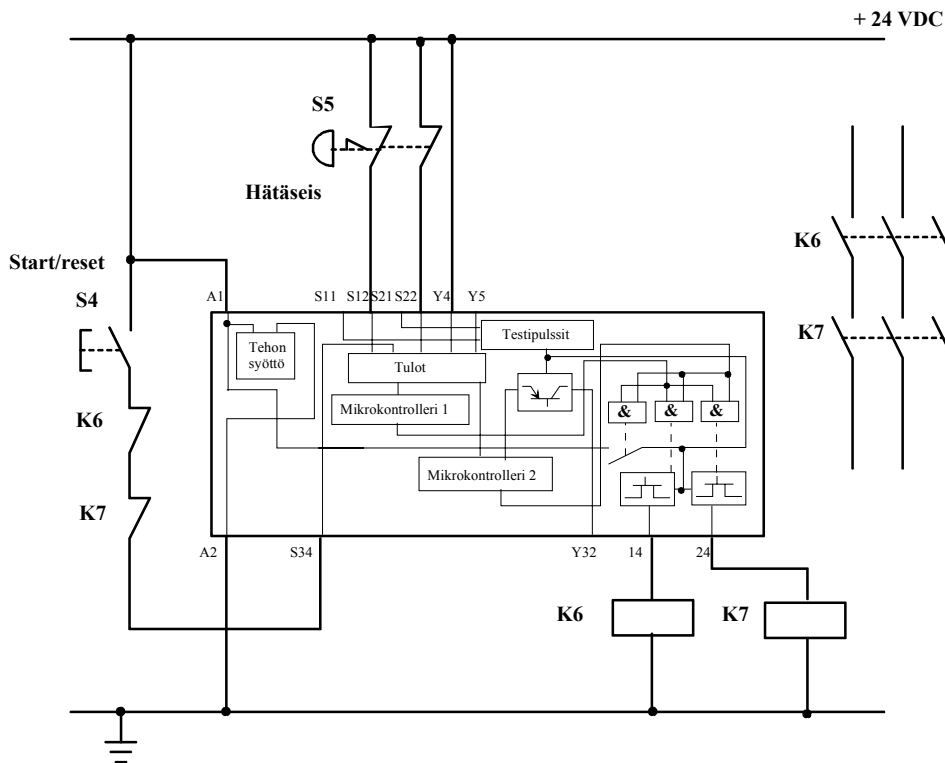 + 24 VDC
S5
Hätäseis
K6
Start/reset
S4
A1 S11 S12 S21 S22 Y4 Y5
Tehon
syöttö
Testipulssit
Tulot
K7
Mikrokontrolleri 1
& & &
K6
Mikrokontrolleri 2
K7
A2 S34 Y32 14 24
K6 K7